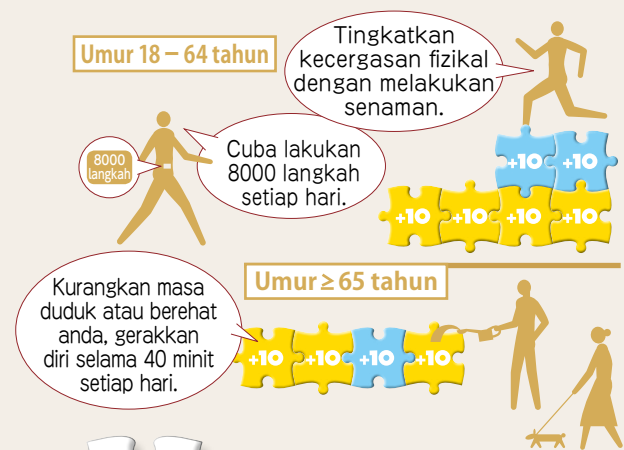 Umur 18 – 64 tahun
Tingkatkan
kecergasan fizikal
dengan melakukan
senaman.
8000
langkah
Cuba lakukan
8000 langkah
setiap hari.
+10 +10
+10 +10 +10 +10
Umur ≥ 65 tahun
Kurangkan masa
duduk atau berehat
anda, gerakkan
diri selama 40 minit
setiap hari.
+10 +10 +10 +10